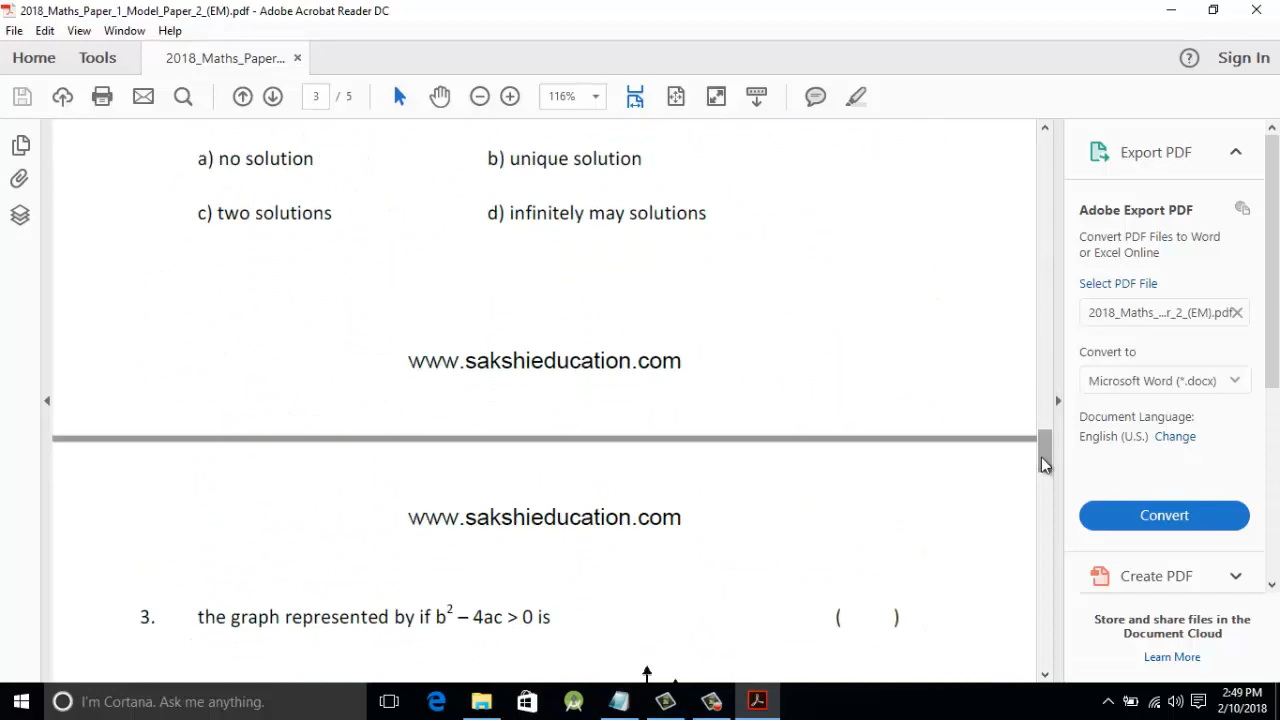 2018_Maths_Paper_1_Model_Paper_2_(EM).pdf - Adobe Acrobat Reader DC
File Edit View Window Help
Home Tools 2018_Maths_Paper... × Sign In
3 / 5 116%
a) no solution b) unique solution
c) two solutions d) infinitely may solutions
www.sakshieducation.com
www.sakshieducation.com
3. the graph represented by if b² – 4ac > 0 is ( )
Export PDF
Adobe Export PDF
Convert PDF Files to Word
or Excel Online
Select PDF File
2018_Maths_...r_2_(EM).pdf
Convert to
Microsoft Word (*.docx)
Document Language:
English (U.S.) Change
Convert
Create PDF
Store and share files in the
Document Cloud
Learn More
I'm Cortana. Ask me anything.
2:49 PM
2/10/2018